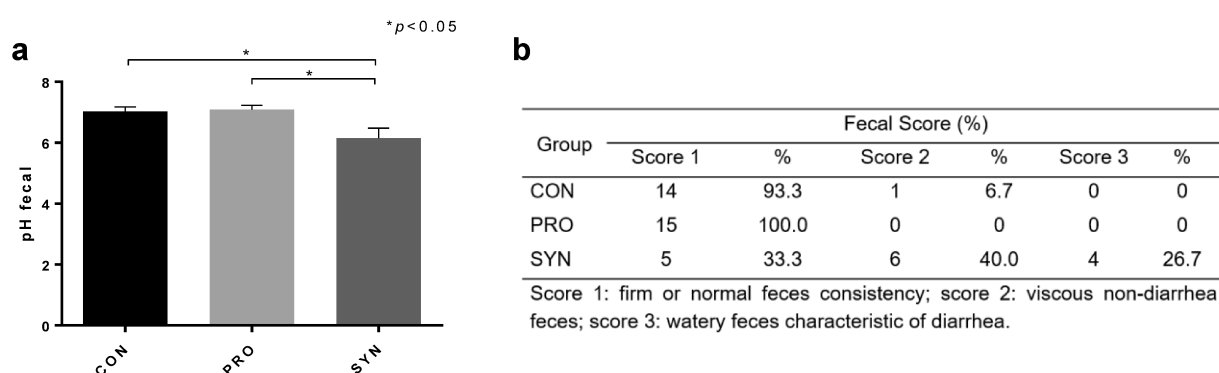 *p<0.05
a
*
*
8
6
4
2
0
pH fecal
CON
PRO
SYN
b
Group
Fecal Score (%)
Score 1 % Score 2 % Score 3 %
CON 14 93.3 1 6.7 0 0
PRO 15 100.0 0 0 0 0
SYN 5 33.3 6 40.0 4 26.7
Score 1: firm or normal feces consistency; score 2: viscous non-diarrhea
feces; score 3: watery feces characteristic of diarrhea.